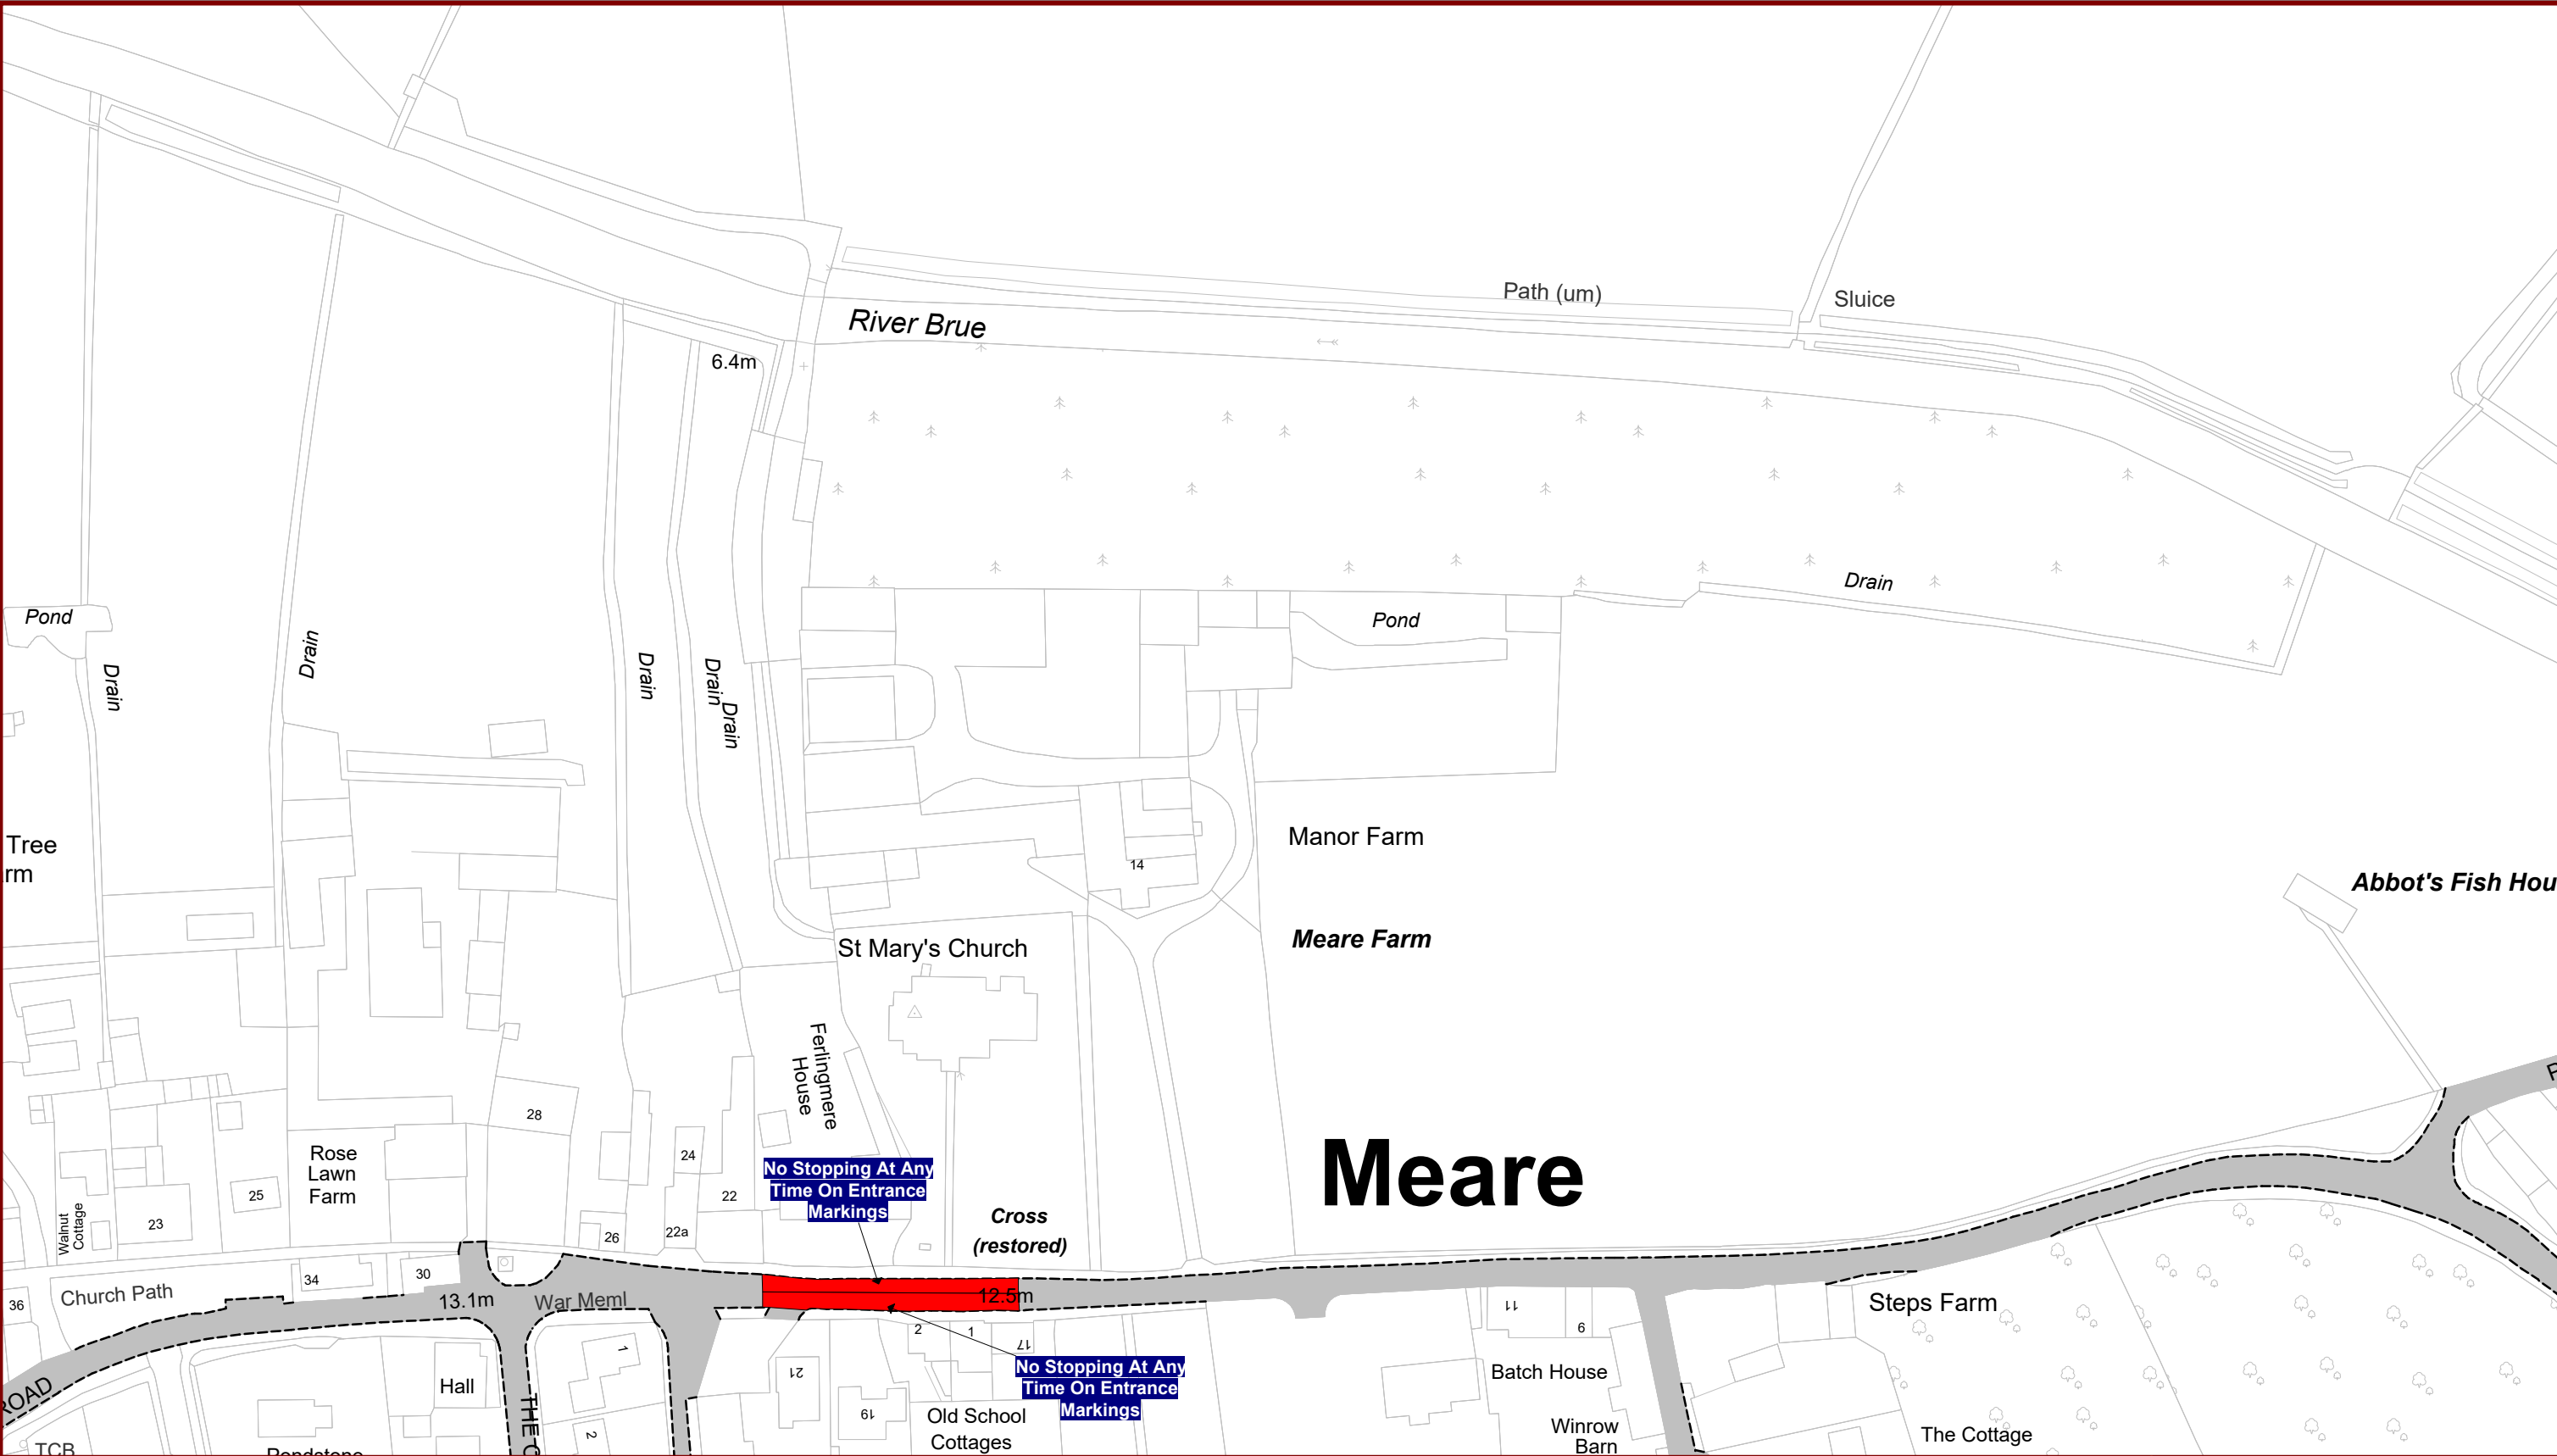 Path (um)
Sluice
River Brue
6.4m
Pond
Drain
Drain
Drain
Drain
Drain
Pond
Drain
Tree
rm
Manor Farm
14
Abbot's Fish Hou
Meare Farm
St Mary's Church
Ferlingmere
House
28
24
Rose
Lawn
Farm
25
22
23
Walnut
Cottage
26
22a
No Stopping At Any
Time On Entrance
Markings
Cross
(restored)
Meare
34
30
36
Church Path
13.1m
War Meml
12.5m
Steps Farm
2
1
17
11
6
1
21
Batch House
No Stopping At Any
Time On Entrance
Markings
Hall
ROAD
THE
19
2
Old School
Cottages
Winrow
Barn
The Cottage
TCB